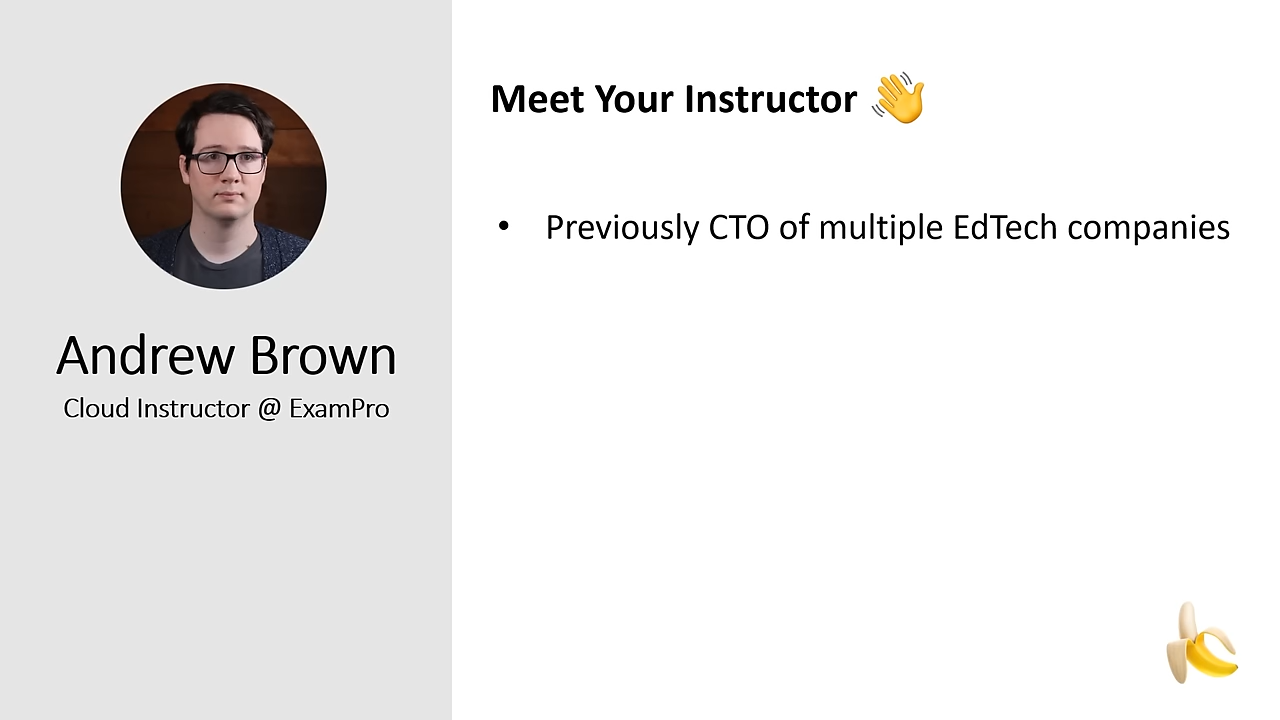 Meet Your Instructor 👋
• Previously CTO of multiple EdTech companies
Andrew Brown
Cloud Instructor @ ExamPro